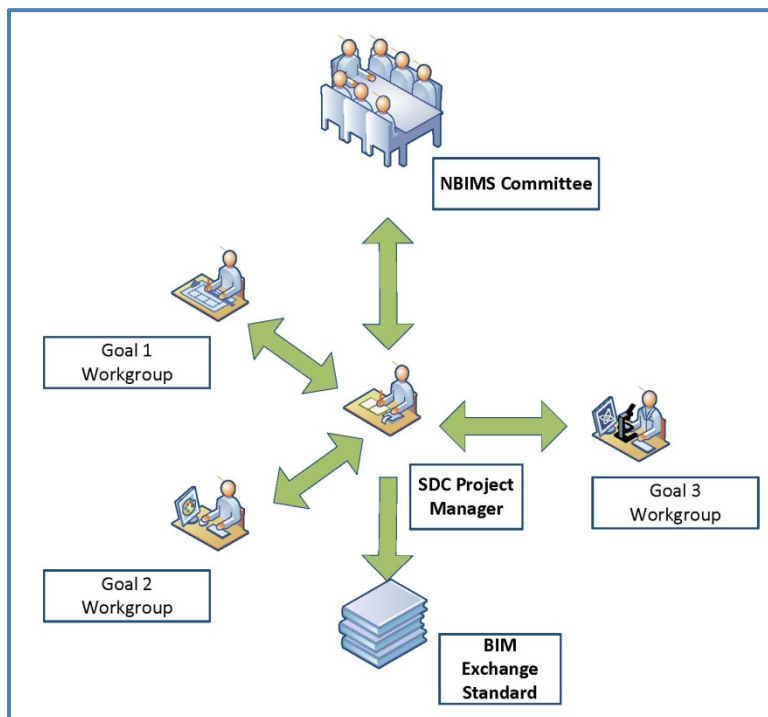 NBIMS Committee
Goal 1
Workgroup
SDC Project
Manager
Goal 3
Workgroup
Goal 2
Workgroup
BIM
Exchange
Standard